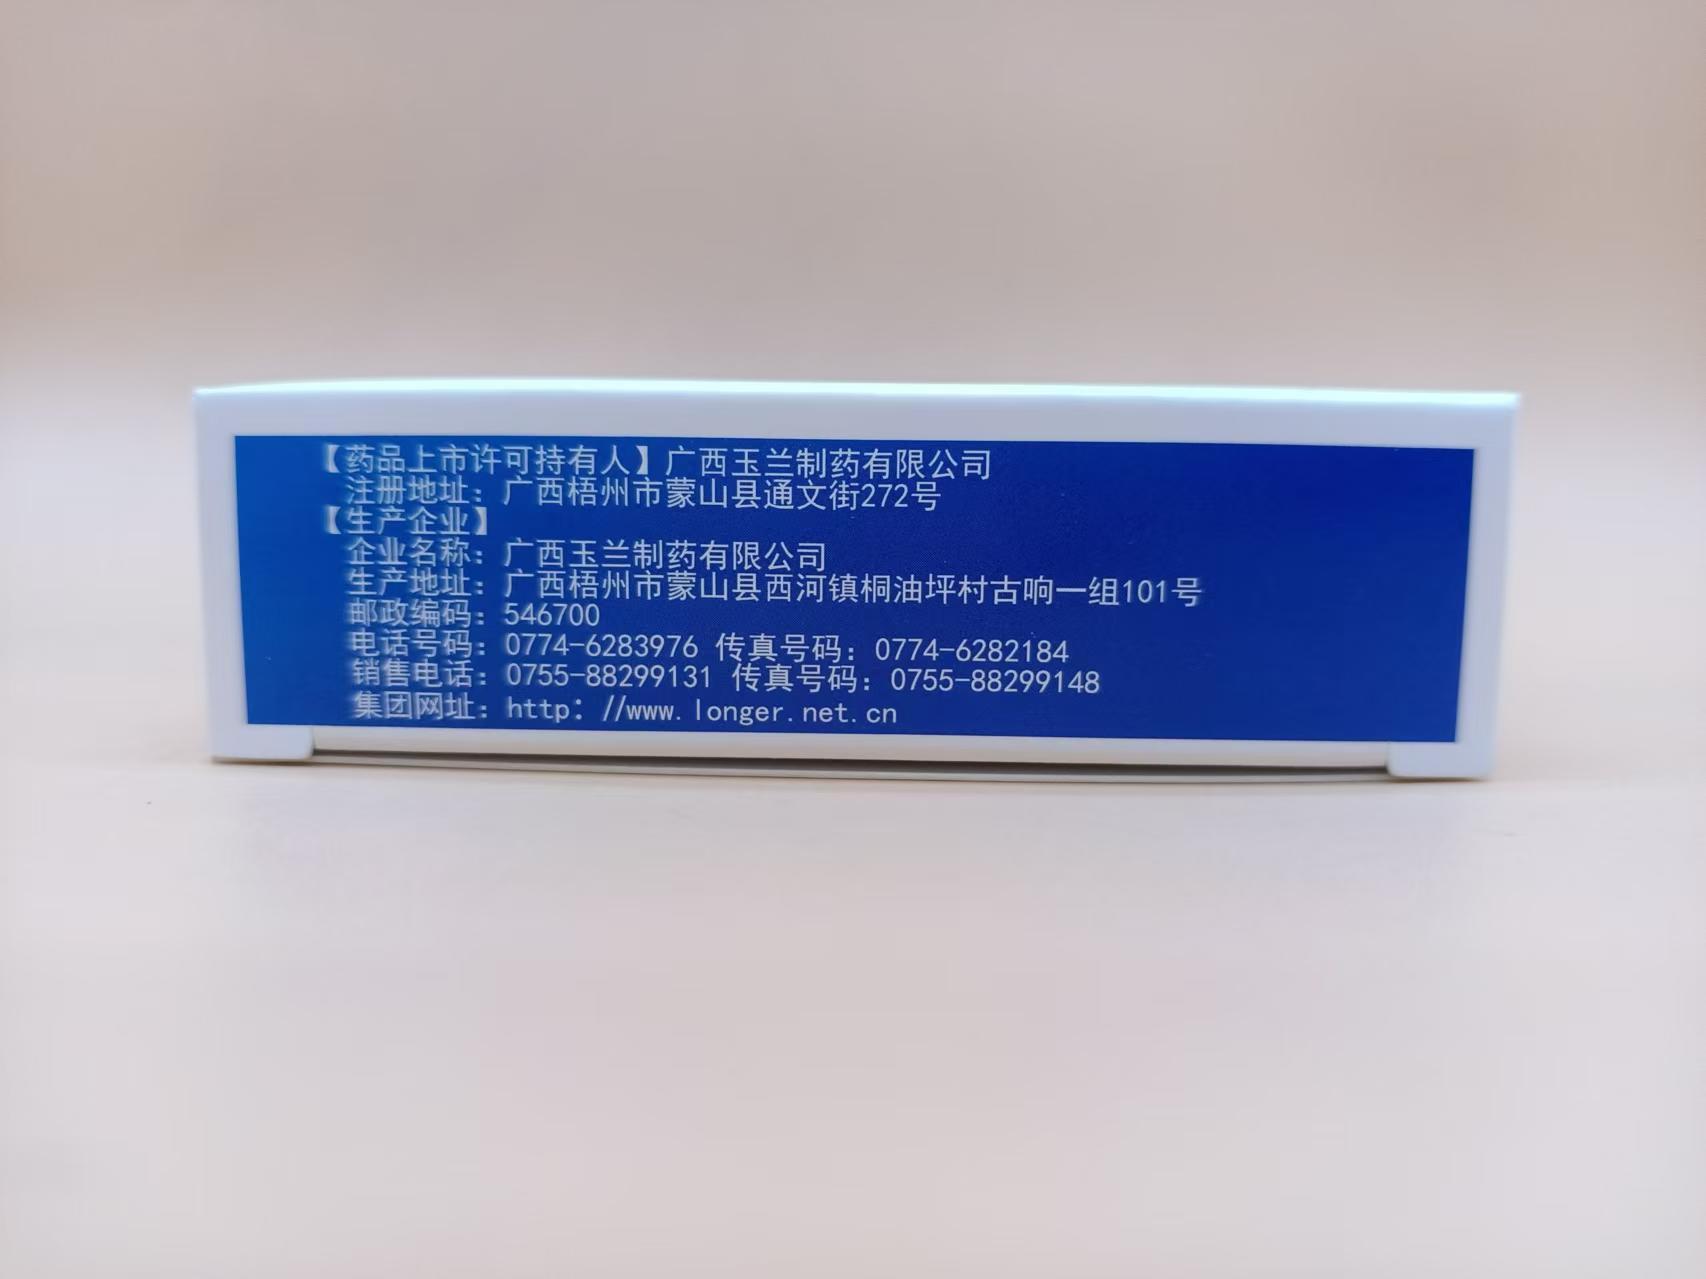 【药品上市许可持有人】广西玉兰制药有限公司
注册地址：广西梧州市蒙山县通文街272号
【生产企业】
企业名称：广西玉兰制药有限公司
生产地址：广西梧州市蒙山县西河镇桐油坪村古响一组101号
邮政编码：546700
电话号码：0774-6283976 传真号码：0774-6282184
销售电话：0755-88299131 传真号码：0755-88299148
集团网址：http：//www.longer.net.cn